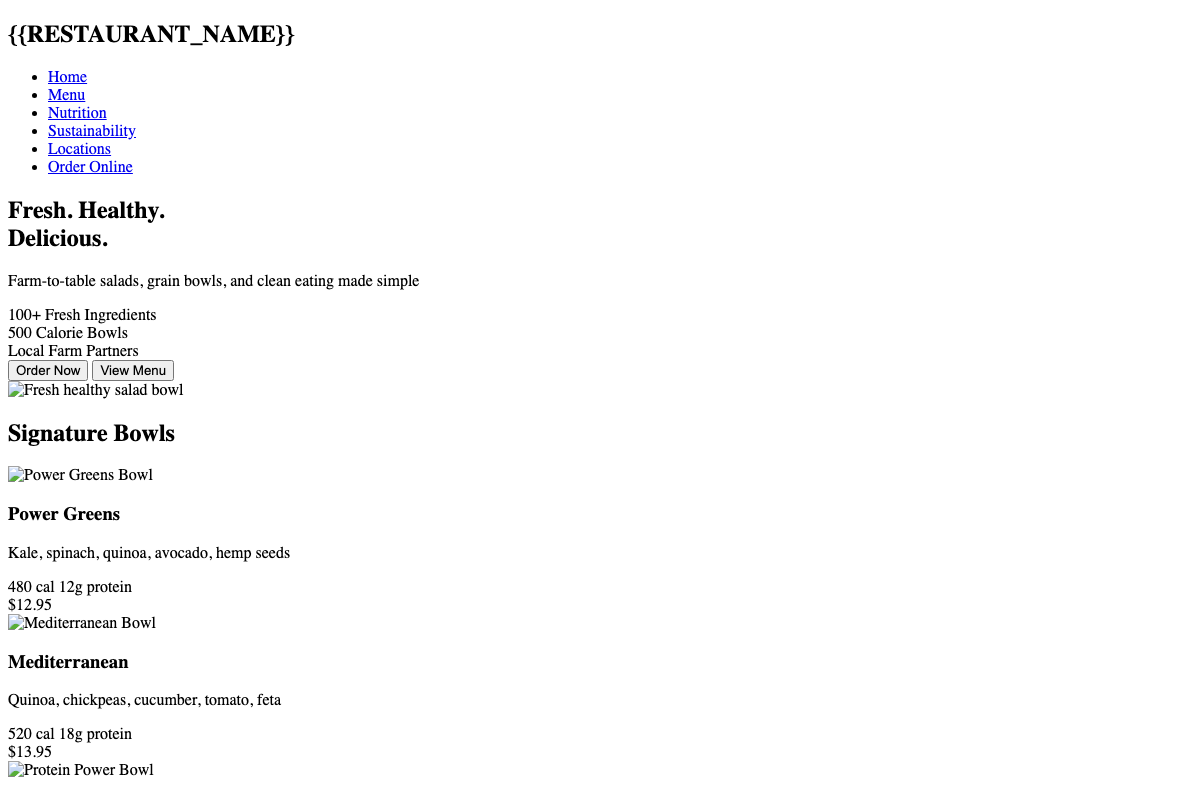 {{RESTAURANT_NAME}}
Home
Menu
Nutrition
Sustainability
Locations
Order Online
Fresh. Healthy.
Delicious.
Farm-to-table salads, grain bowls, and clean eating made simple
100+ Fresh Ingredients
500 Calorie Bowls
Local Farm Partners
Order Now View Menu
Fresh healthy salad bowl
Signature Bowls
Power Greens Bowl
Power Greens
Kale, spinach, quinoa, avocado, hemp seeds
480 cal 12g protein
$12.95
Mediterranean Bowl
Mediterranean
Quinoa, chickpeas, cucumber, tomato, feta
520 cal 18g protein
$13.95
Protein Power Bowl